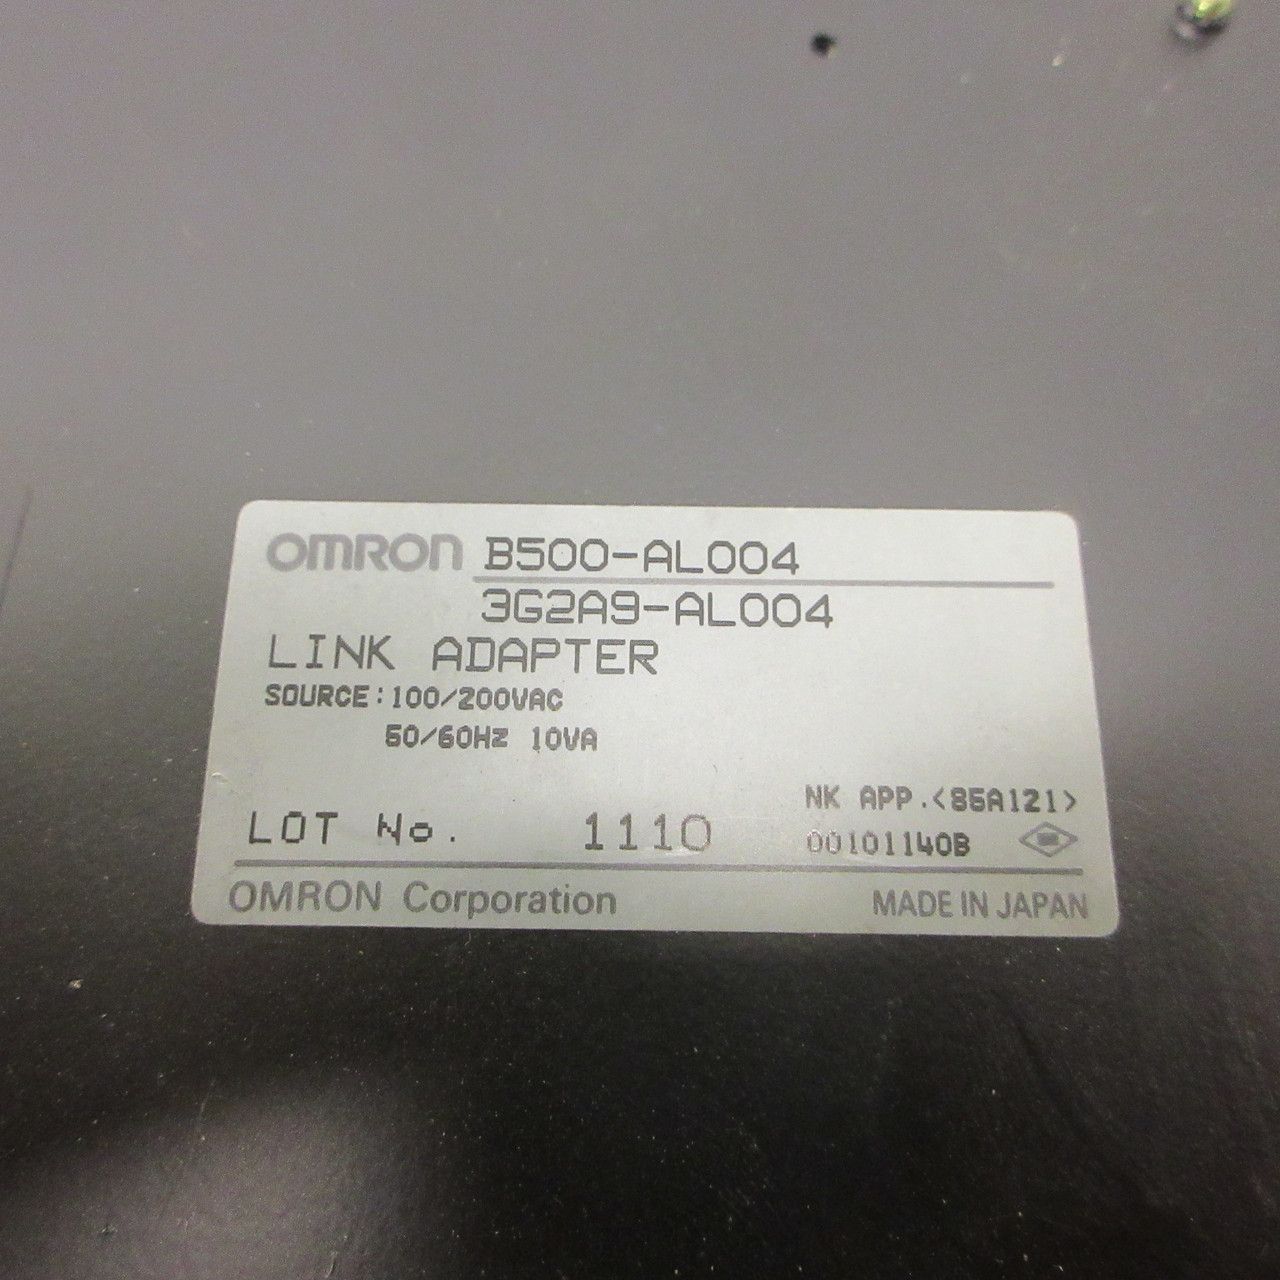 OMRON B500-AL004
3G2A9-AL004
LINK ADAPTER
SOURCE:100/200VAC
50/60Hz 10VA
NK APP.<85A121>
LOT No. 1110 00101140B
OMRON Corporation MADE IN JAPAN